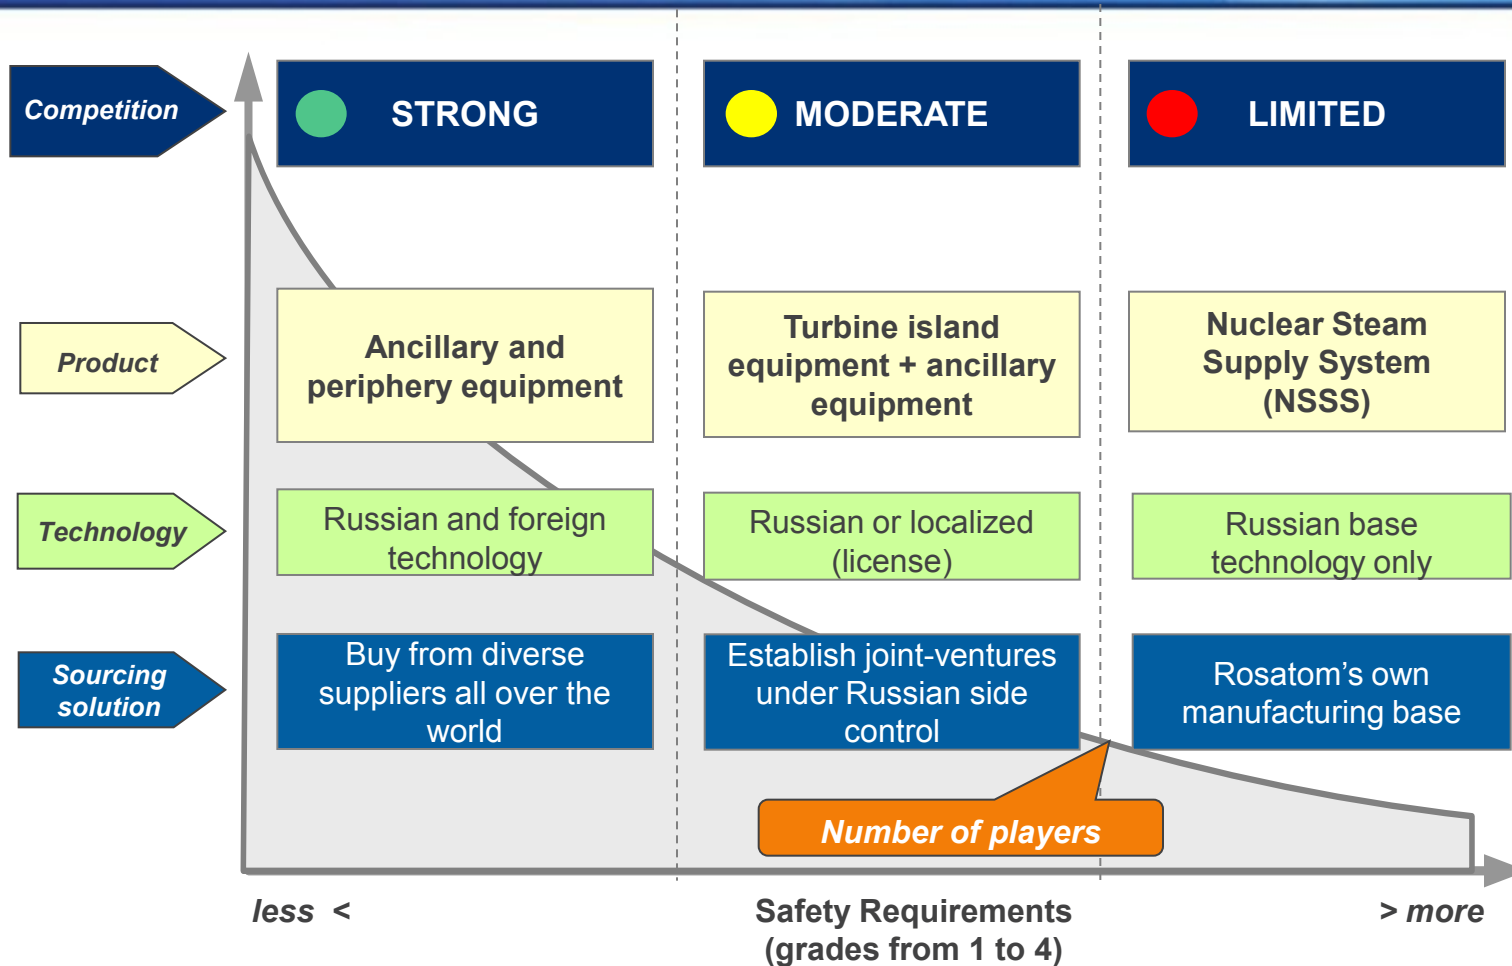 Competition
STRONG
MODERATE
LIMITED
Product
Ancillary and
periphery equipment
Turbine island
equipment + ancillary
equipment
Nuclear Steam
Supply System
(NSSS)
Technology
Russian and foreign
technology
Russian or localized
(license)
Russian base
technology only
Sourcing
solution
Buy from diverse
suppliers all over the
world
Establish joint-ventures
under Russian side
control
Rosatom’s own
manufacturing base
Number of players
less <
Safety Requirements
(grades from 1 to 4)
> more